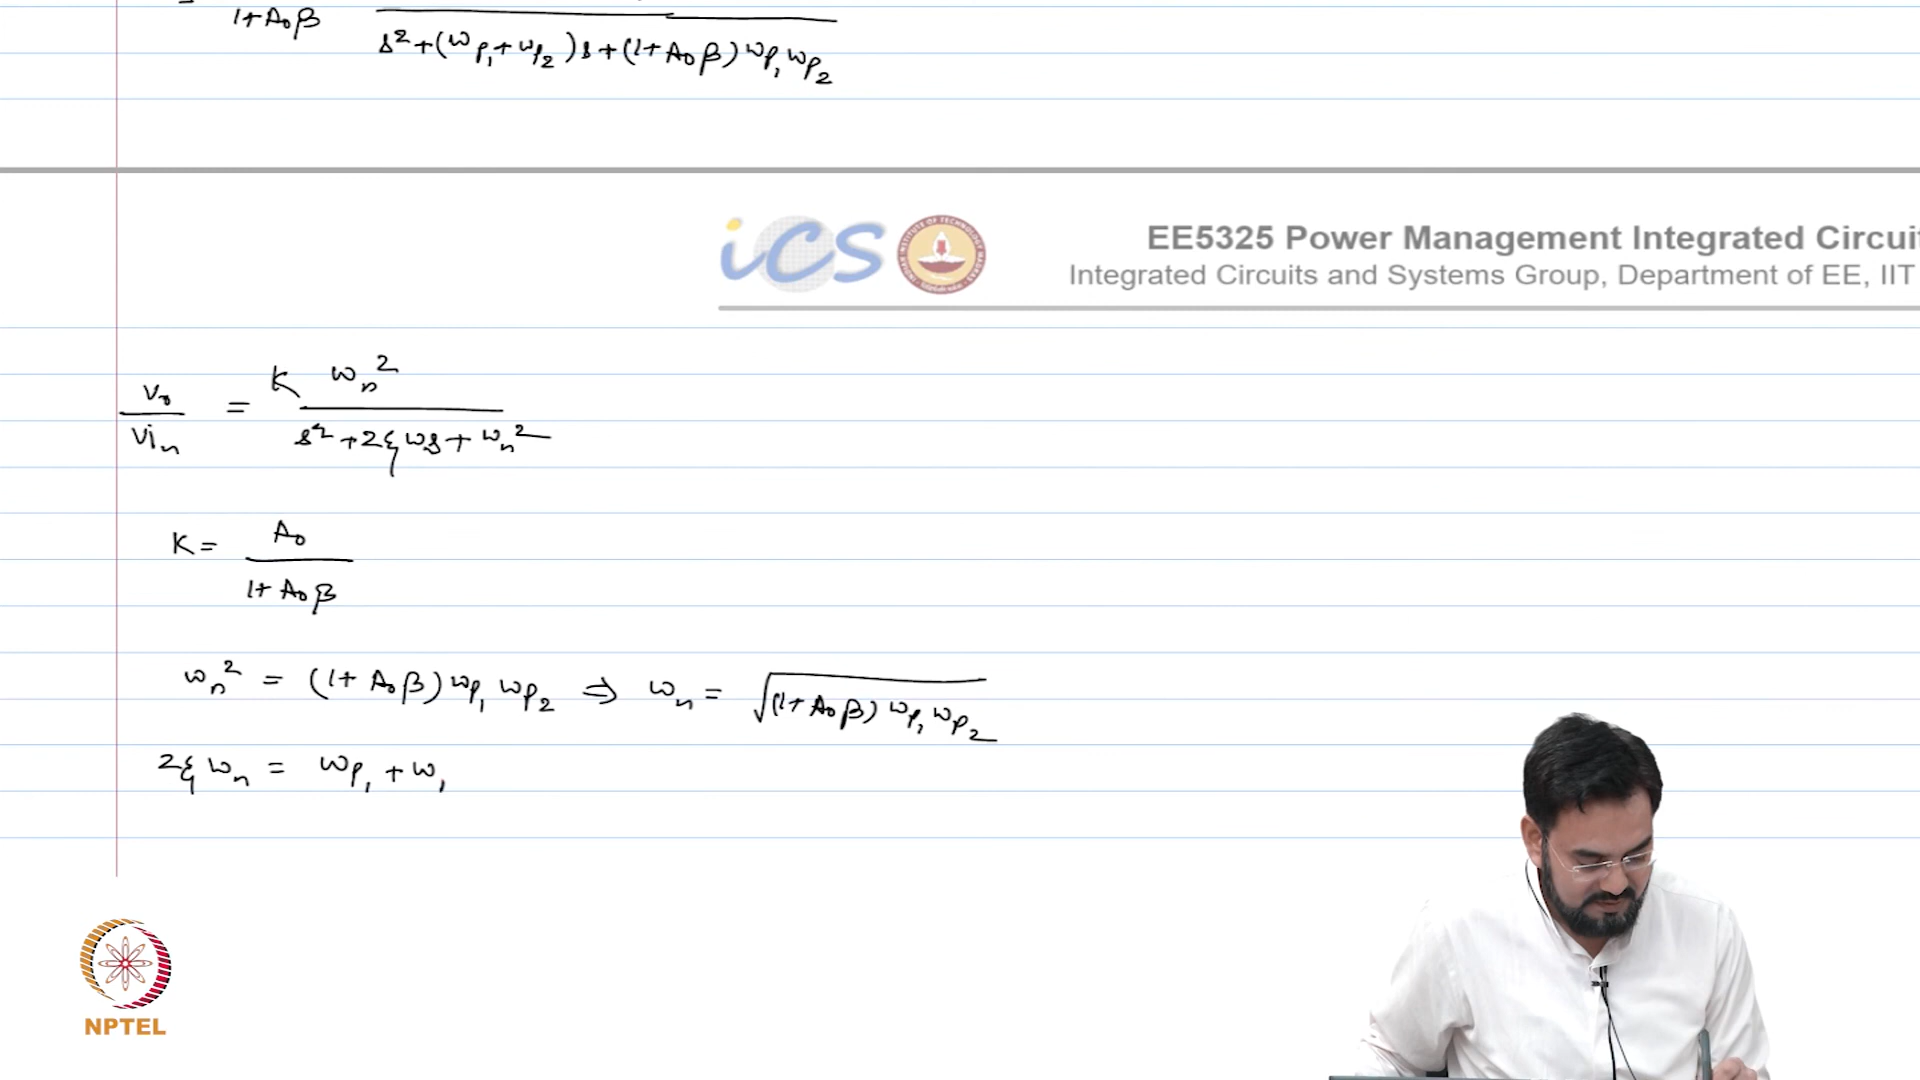 = 1+A₀β s²+(ωp₁+ωp₂)s+(1+A₀β)ωp₁ωp₂
iCS
EE5325 Power Management Integrated Circui
Integrated Circuits and Systems Group, Department of EE, IIT
v₀/vin = K ωn² / s²+2ξωs+ωn²
K = A₀ / 1+A₀β
ωn² = (1+A₀β)ωp₁ωp₂ ⇒ ωn = √(1+A₀β)ωp₁ωp₂
2ξωn = ωp₁+ω,
NPTEL